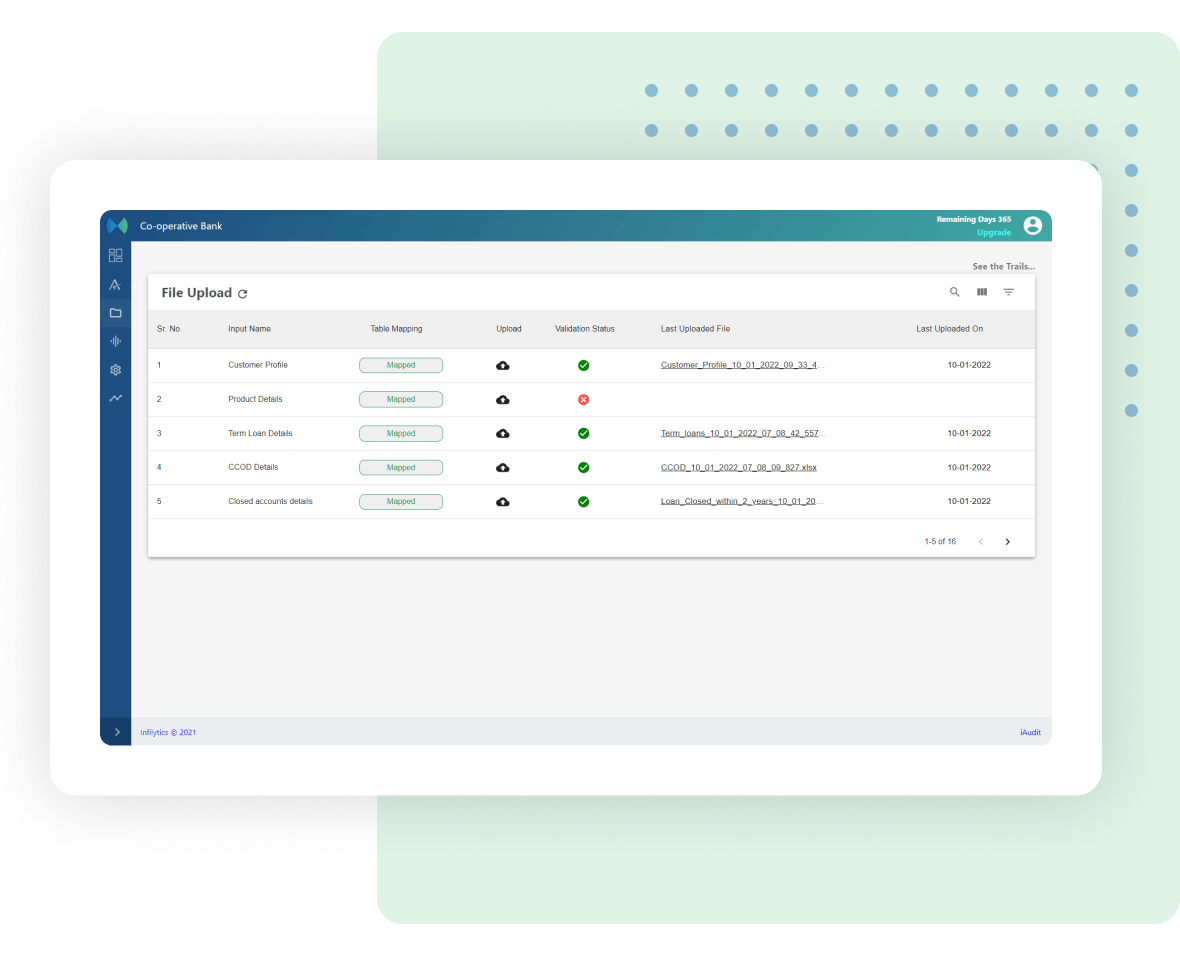 Co-operative Bank
Remaining Days 365
Upgrade
See the Trails...
File Upload
Sr. No. Input Name Table Mapping Upload Validation Status Last Uploaded File Last Uploaded On
1 Customer Profile Mapped Customer_Profile_10_01_2022_09_33_4... 10-01-2022
2 Product Details Mapped
3 Term Loan Details Mapped Term_loans_10_01_2022_07_08_42_557... 10-01-2022
4 CCOD Details Mapped CCOD_10_01_2022_07_08_09_827.xlsx 10-01-2022
5 Closed accounts details Mapped Loan_Closed_within_2_years_10_01_20... 10-01-2022
1-5 of 16
Infilytics © 2021 iAudit